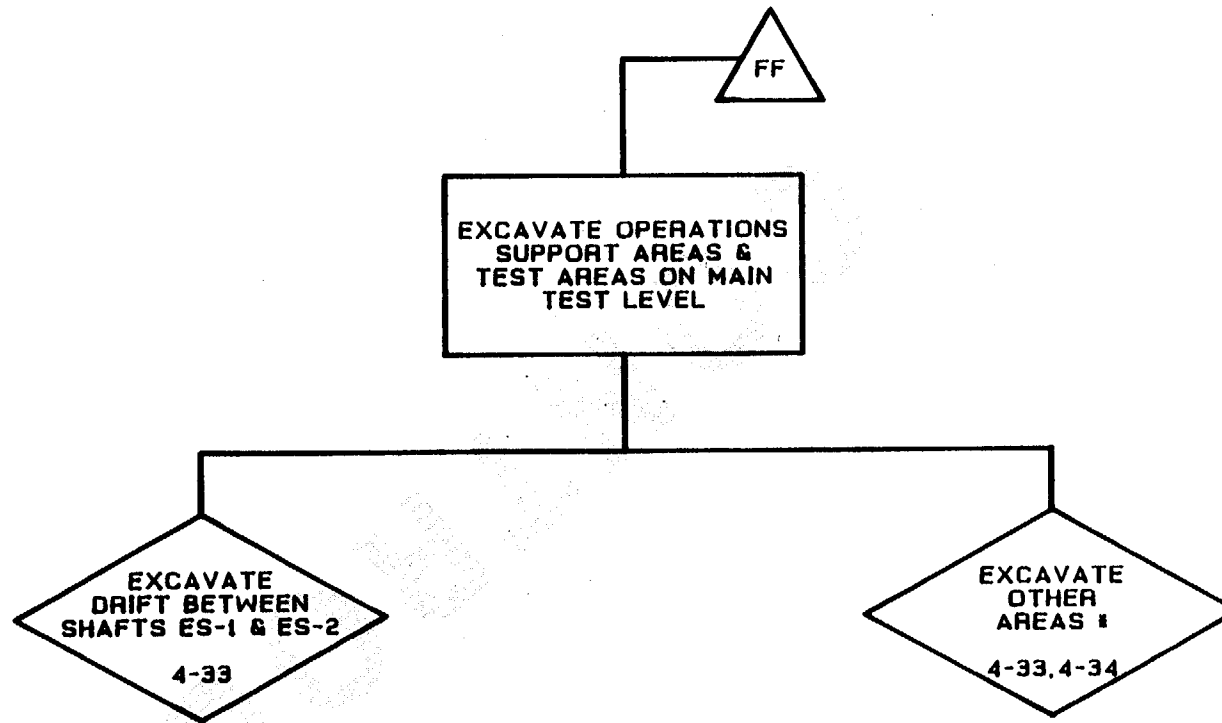 FF
EXCAVATE OPERATIONS
SUPPORT AREAS &
TEST AREAS ON MAIN
TEST LEVEL
EXCAVATE
DRIFT BETWEEN
SHAFTS ES-1 & ES-2
4-33
EXCAVATE
OTHER
AREAS *
4-33, 4-34